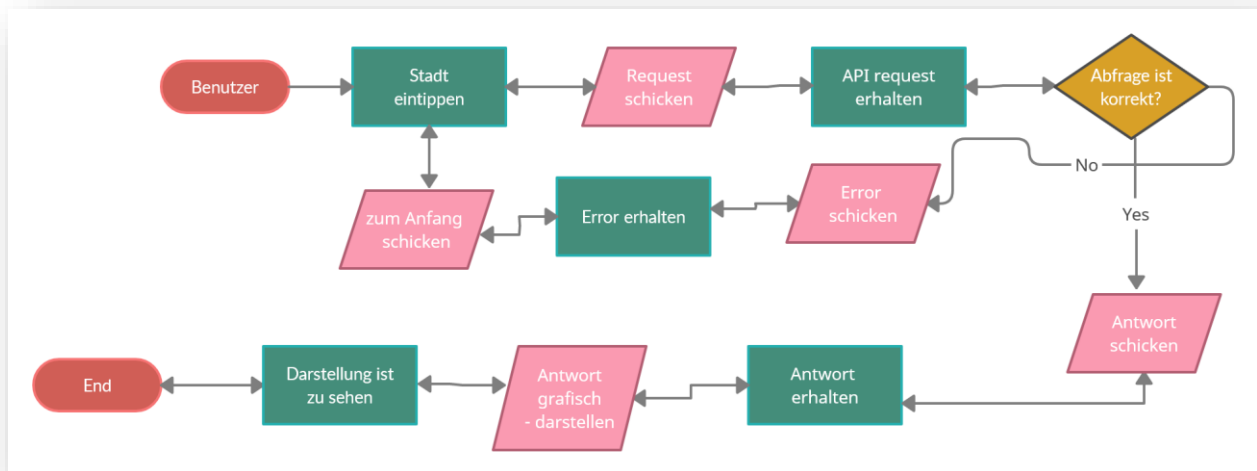 Benutzer
Stadt
eintippen
Request
schicken
API request
erhalten
Abfrage ist
korrekt?
No
Yes
zum Anfang
schicken
Error erhalten
Error
schicken
Antwort
schicken
End
Darstellung ist
zu sehen
Antwort
grafisch
- darstellen
Antwort
erhalten